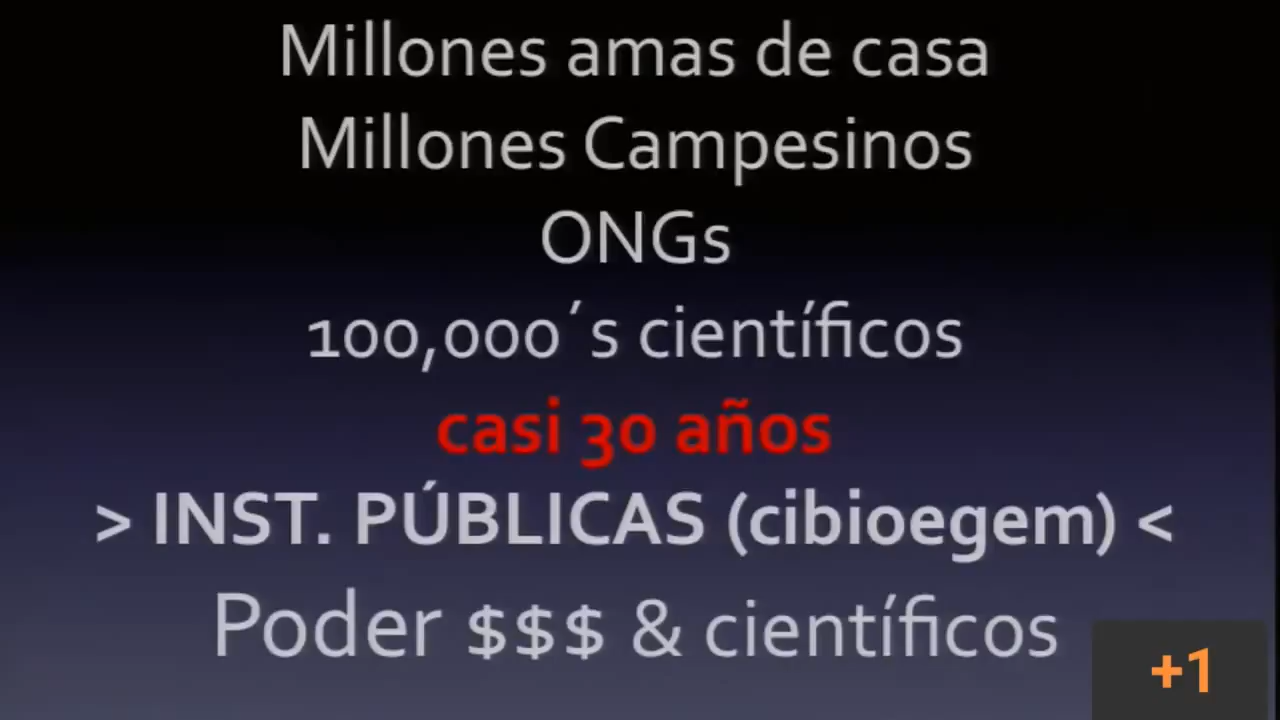 Millones amas de casa
Millones Campesinos
ONGs
100,000´s científicos
casi 30 años
> INST. PÚBLICAS (cibioegem) <
Poder $$$ & científicos
+1